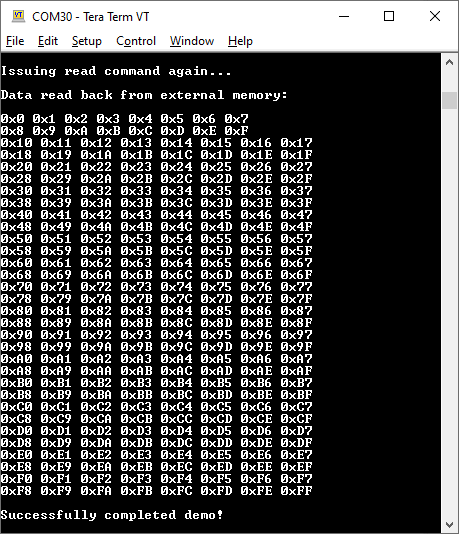 COM30 - Tera Term VT
File Edit Setup Control Window Help
Issuing read command again...
Data read back from external memory:
0x0 0x1 0x2 0x3 0x4 0x5 0x6 0x7
0x8 0x9 0xA 0xB 0xC 0xD 0xE 0xF
0x10 0x11 0x12 0x13 0x14 0x15 0x16 0x17
0x18 0x19 0x1A 0x1B 0x1C 0x1D 0x1E 0x1F
0x20 0x21 0x22 0x23 0x24 0x25 0x26 0x27
0x28 0x29 0x2A 0x2B 0x2C 0x2D 0x2E 0x2F
0x30 0x31 0x32 0x33 0x34 0x35 0x36 0x37
0x38 0x39 0x3A 0x3B 0x3C 0x3D 0x3E 0x3F
0x40 0x41 0x42 0x43 0x44 0x45 0x46 0x47
0x48 0x49 0x4A 0x4B 0x4C 0x4D 0x4E 0x4F
0x50 0x51 0x52 0x53 0x54 0x55 0x56 0x57
0x58 0x59 0x5A 0x5B 0x5C 0x5D 0x5E 0x5F
0x60 0x61 0x62 0x63 0x64 0x65 0x66 0x67
0x68 0x69 0x6A 0x6B 0x6C 0x6D 0x6E 0x6F
0x70 0x71 0x72 0x73 0x74 0x75 0x76 0x77
0x78 0x79 0x7A 0x7B 0x7C 0x7D 0x7E 0x7F
0x80 0x81 0x82 0x83 0x84 0x85 0x86 0x87
0x88 0x89 0x8A 0x8B 0x8C 0x8D 0x8E 0x8F
0x90 0x91 0x92 0x93 0x94 0x95 0x96 0x97
0x98 0x99 0x9A 0x9B 0x9C 0x9D 0x9E 0x9F
0xA0 0xA1 0xA2 0xA3 0xA4 0xA5 0xA6 0xA7
0xA8 0xA9 0xAA 0xAB 0xAC 0xAD 0xAE 0xAF
0xB0 0xB1 0xB2 0xB3 0xB4 0xB5 0xB6 0xB7
0xB8 0xB9 0xBA 0xBB 0xBC 0xBD 0xBE 0xBF
0xC0 0xC1 0xC2 0xC3 0xC4 0xC5 0xC6 0xC7
0xC8 0xC9 0xCA 0xCB 0xCC 0xCD 0xCE 0xCF
0xD0 0xD1 0xD2 0xD3 0xD4 0xD5 0xD6 0xD7
0xD8 0xD9 0xDA 0xDB 0xDC 0xDD 0xDE 0xDF
0xE0 0xE1 0xE2 0xE3 0xE4 0xE5 0xE6 0xE7
0xE8 0xE9 0xEA 0xEB 0xEC 0xED 0xEE 0xEF
0xF0 0xF1 0xF2 0xF3 0xF4 0xF5 0xF6 0xF7
0xF8 0xF9 0xFA 0xFB 0xFC 0xFD 0xFE 0xFF
Successfully completed demo!